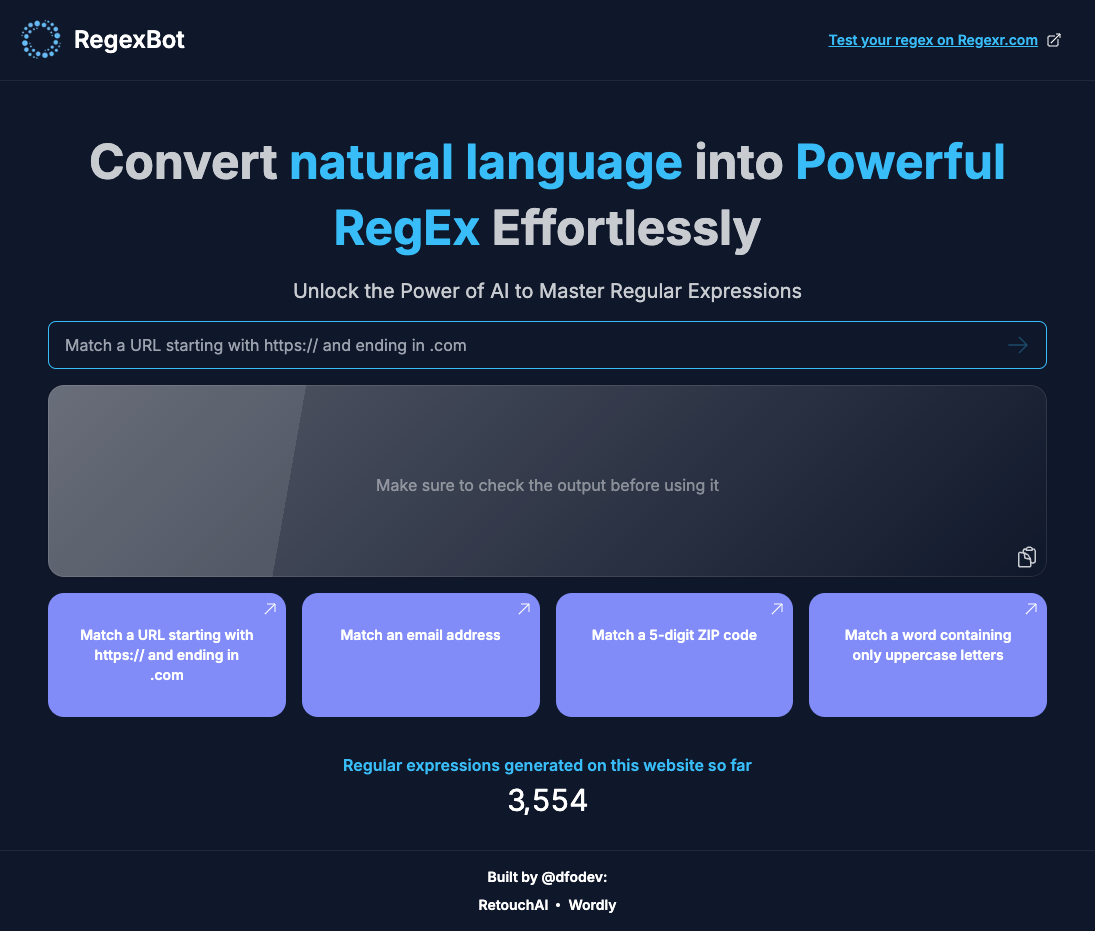 RegexBot
Test your regex on Regexr.com
Convert natural language into Powerful
RegEx Effortlessly
Unlock the Power of AI to Master Regular Expressions
Match a URL starting with https:// and ending in .com
Make sure to check the output before using it
Match a URL starting with
https:// and ending in
.com
Match an email address
Match a 5-digit ZIP code
Match a word containing
only uppercase letters
Regular expressions generated on this website so far
3,554
Built by @dfodev:
RetouchAI • Wordly